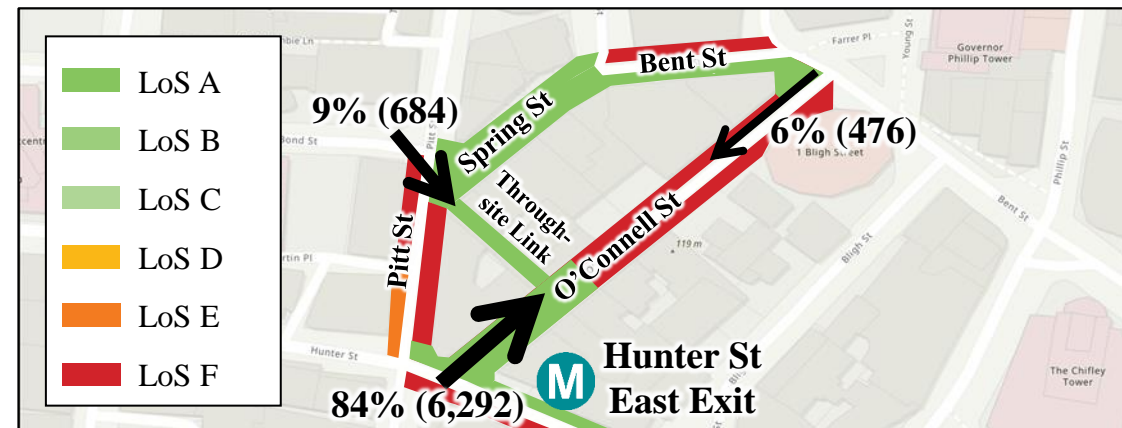 LoS A
LoS B
LoS C
LoS D
LoS E
LoS F
9% (684)
Spring St
Bent St
6% (476)
Through-
site Link
O'Connell St
Pitt St
84% (6,292)
M
Hunter St
East Exit
Farrer Pl
Young St
Governor
Phillip Tower
Pitt St
Bond St
1 Bligh Street
Phillip St
Bent St
Bligh St
119 m
Hunter St
The Chifley
Tower